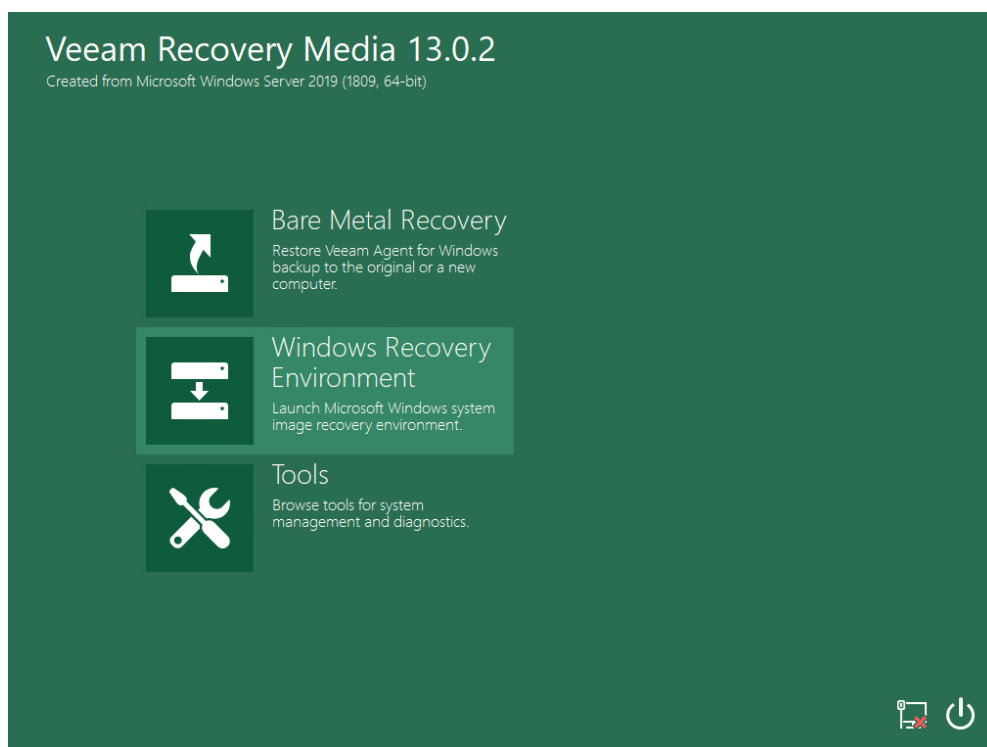 Veeam Recovery Media 13.0.2
Created from Microsoft Windows Server 2019 (1809, 64-bit)
Bare Metal Recovery
Restore Veeam Agent for Windows
backup to the original or a new
computer.
Windows Recovery
Environment
Launch Microsoft Windows system
image recovery environment.
Tools
Browse tools for system
management and diagnostics.